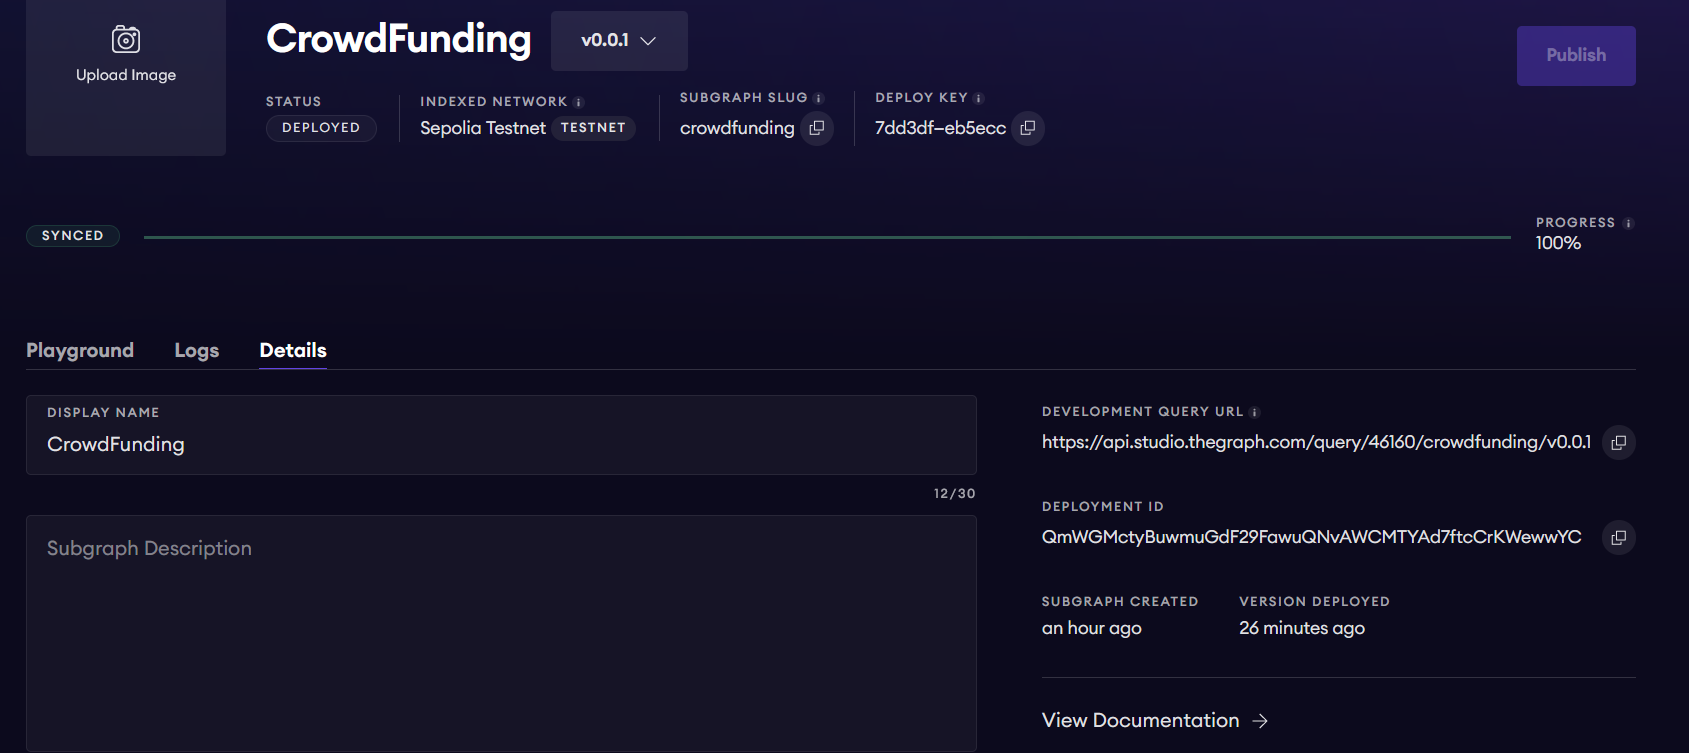 Upload Image
CrowdFunding
v0.0.1
Publish
STATUS
DEPLOYED
INDEXED NETWORK
Sepolia Testnet TESTNET
SUBGRAPH SLUG
crowdfunding
DEPLOY KEY
7dd3df–eb5ecc
SYNCED
PROGRESS
100%
Playground
Logs
Details
DISPLAY NAME
CrowdFunding
12/30
Subgraph Description
DEVELOPMENT QUERY URL
https://api.studio.thegraph.com/query/46160/crowdfunding/v0.0.1
DEPLOYMENT ID
QmWGMctyBuwmuGdF29FawuQNvAWCMTYAd7ftcCrKWewwYC
SUBGRAPH CREATED
an hour ago
VERSION DEPLOYED
26 minutes ago
View Documentation